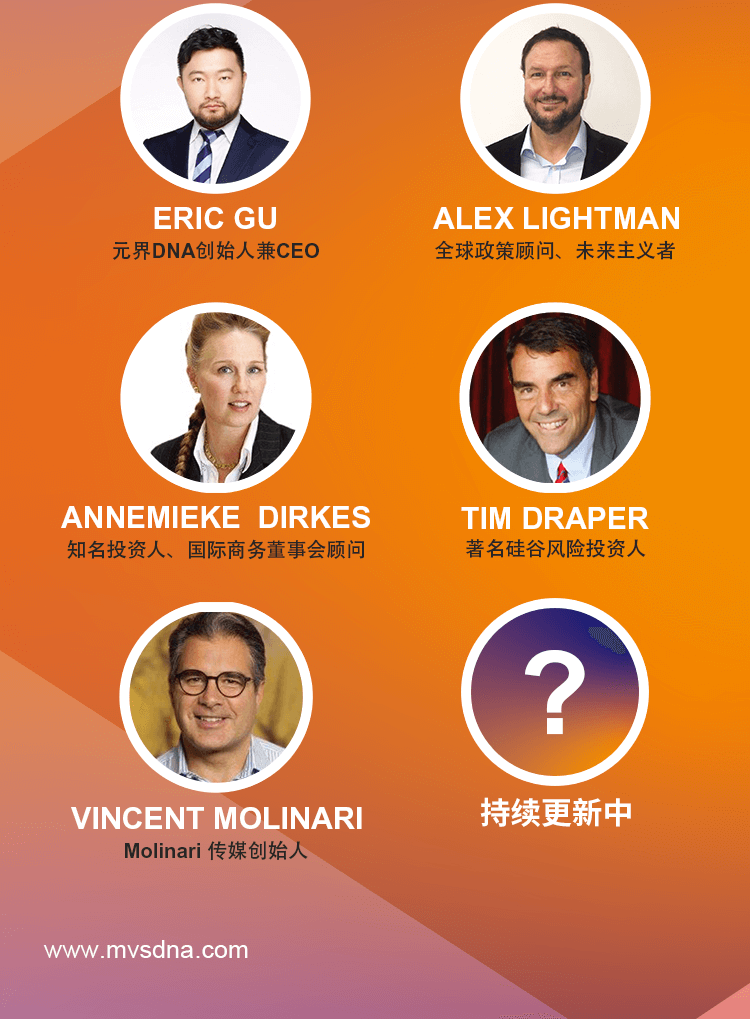 ERIC GU
元界DNA创始人兼CEO
ALEX LIGHTMAN
全球政策顾问、未来主义者
ANNEMIEKE DIRKES
知名投资人、国际商务董事会顾问
TIM DRAPER
著名硅谷风险投资人
VINCENT MOLINARI
Molinari 传媒创始人
?
持续更新中
www.mvsdna.com